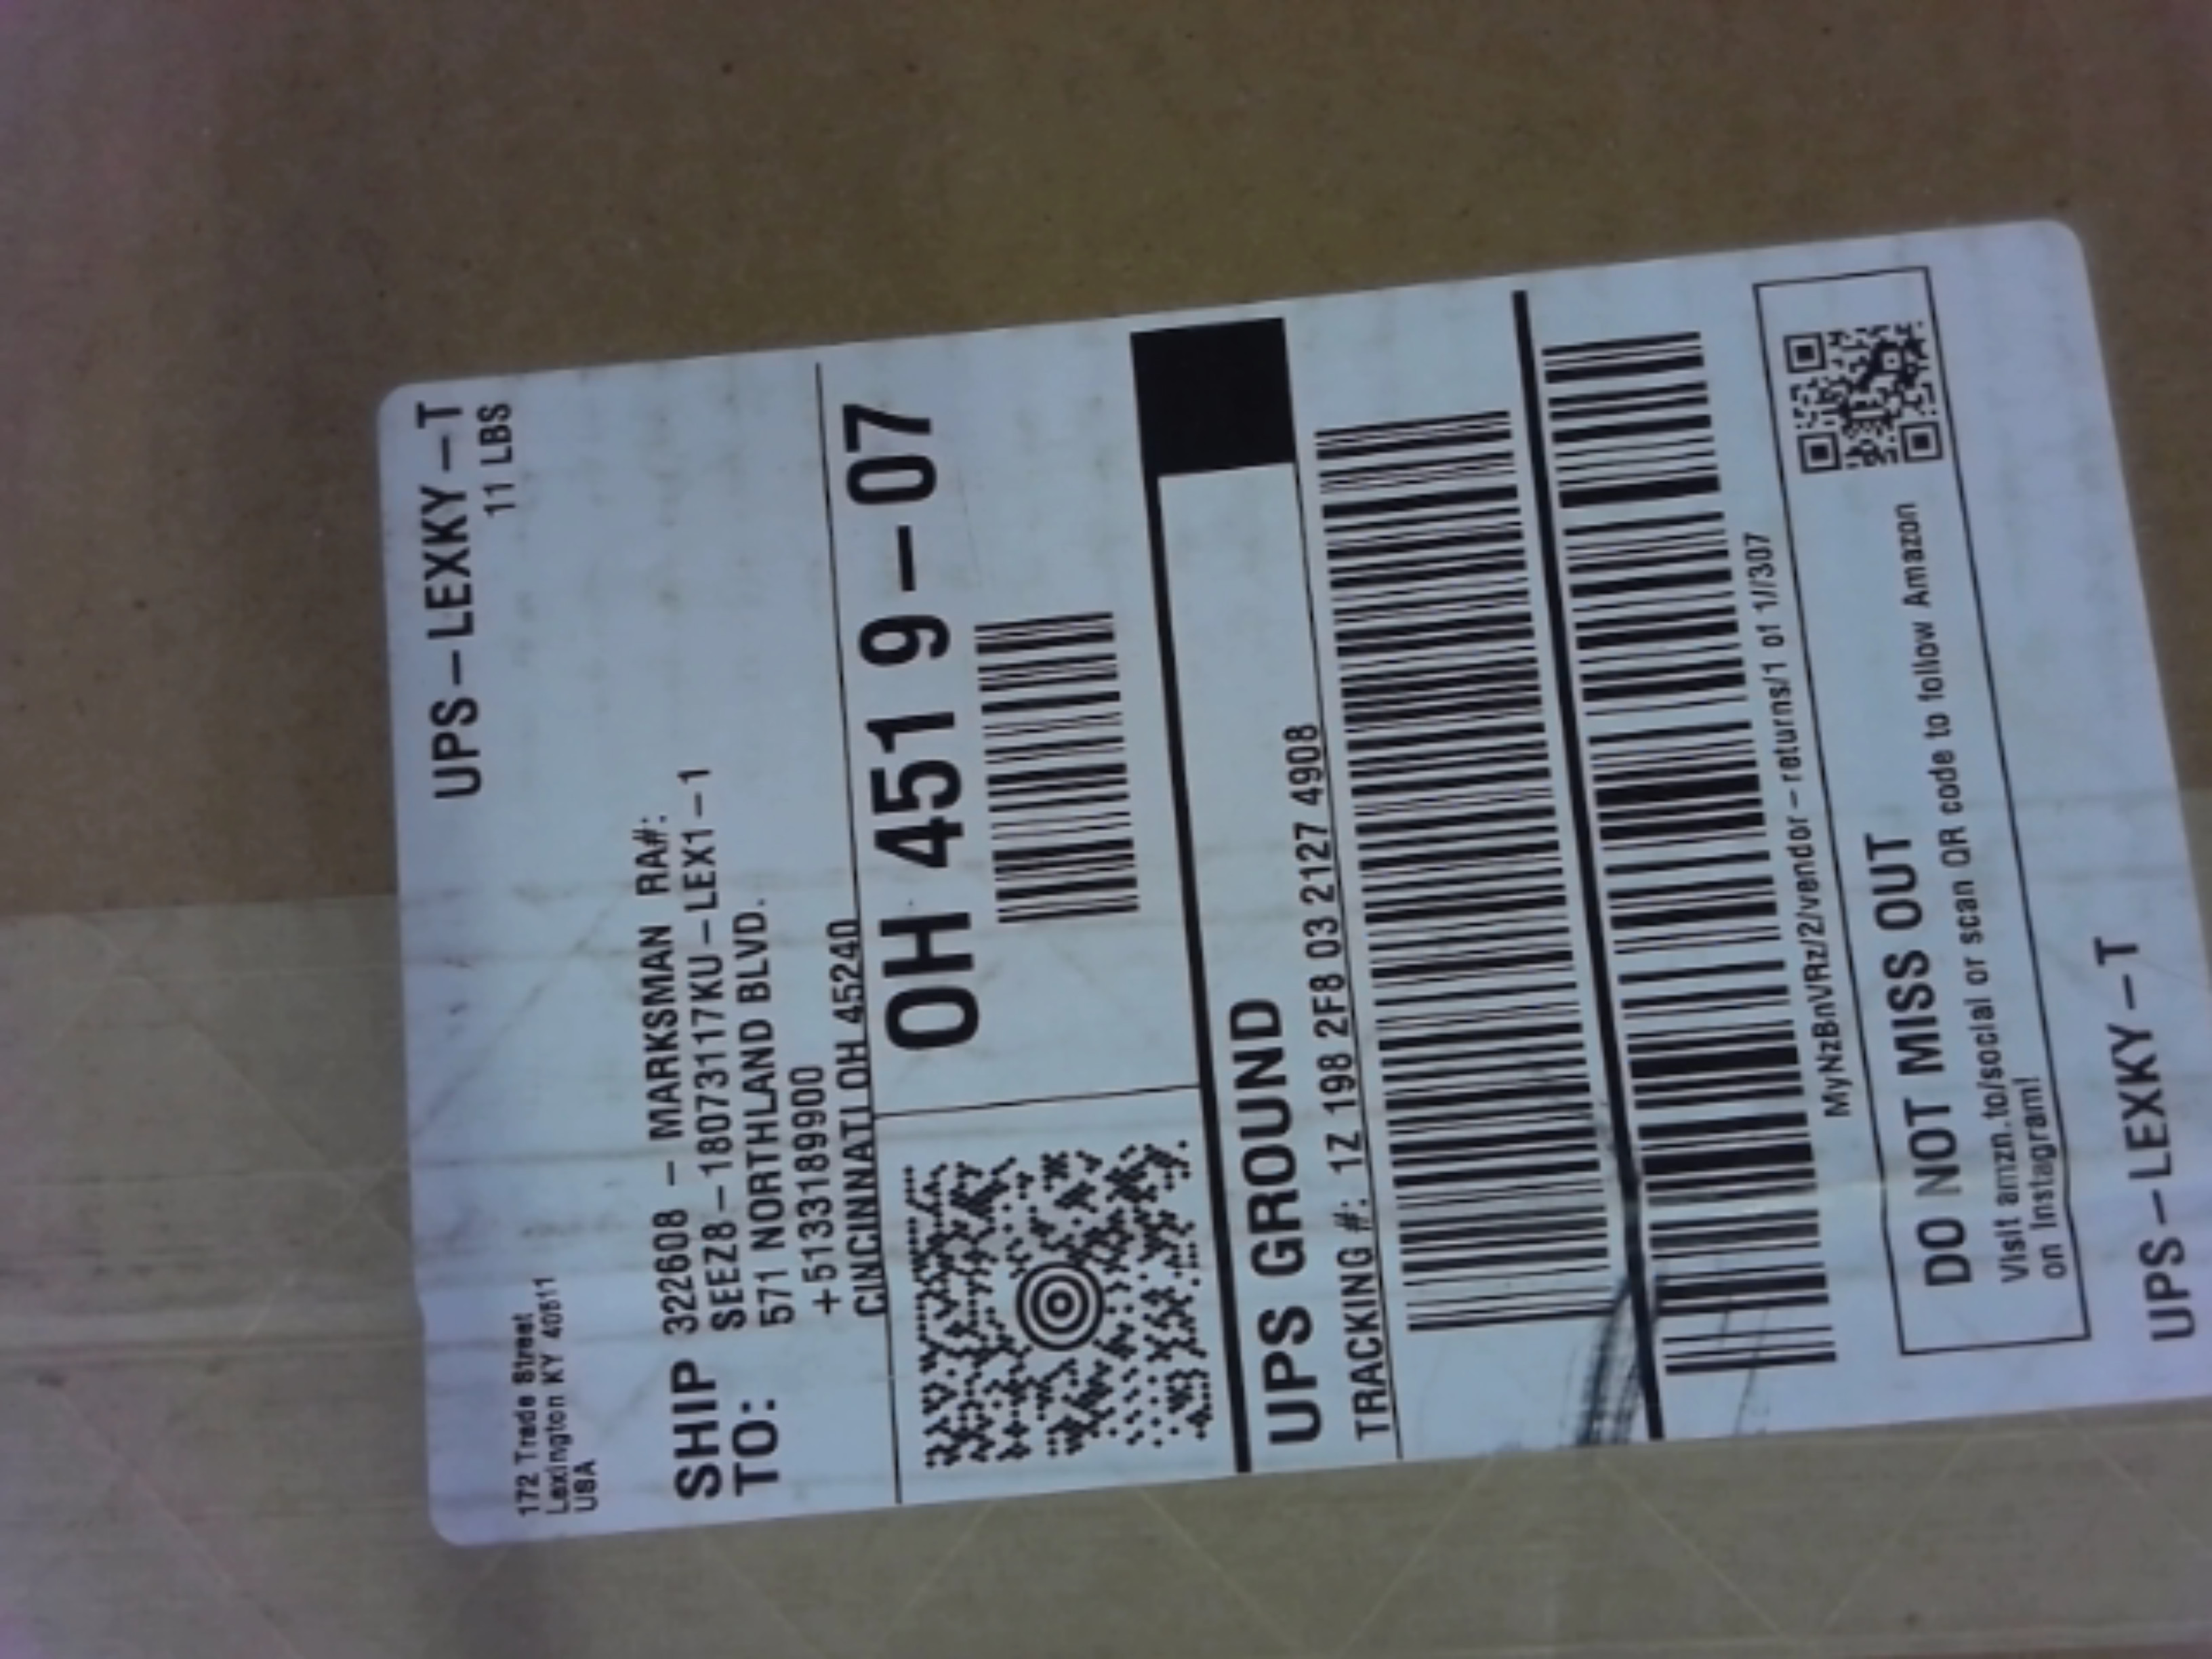 UPS-LEXKY-T
11 LBS
172 Trade Street
Lexington KY 40511
USA
SHIP TO:
322608 - MARKSMAN RA#:
SEEZ8-18073117KU-LEX1-1
571 NORTHLAND BLVD.
+5133189900
CINCINNATI OH 45240
OH 451 9-07
UPS GROUND
TRACKING #: 1Z 198 2F8 03 2127 4908
MyNzBnVRz/2/vendor-returns/1 of 1//307
DO NOT MISS OUT
Visit amzn.to/social or scan QR code to follow Amazon
on Instagram!
UPS-LEXKY-T